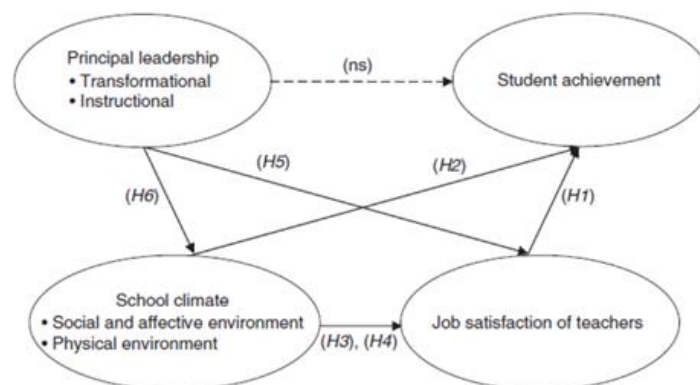 Principal leadership
• Transformational
• Instructional
(ns)
Student achievement
(H5)
(H2)
(H6)
(H1)
School climate
• Social and affective environment
• Physical environment
(H3), (H4)
Job satisfaction of teachers